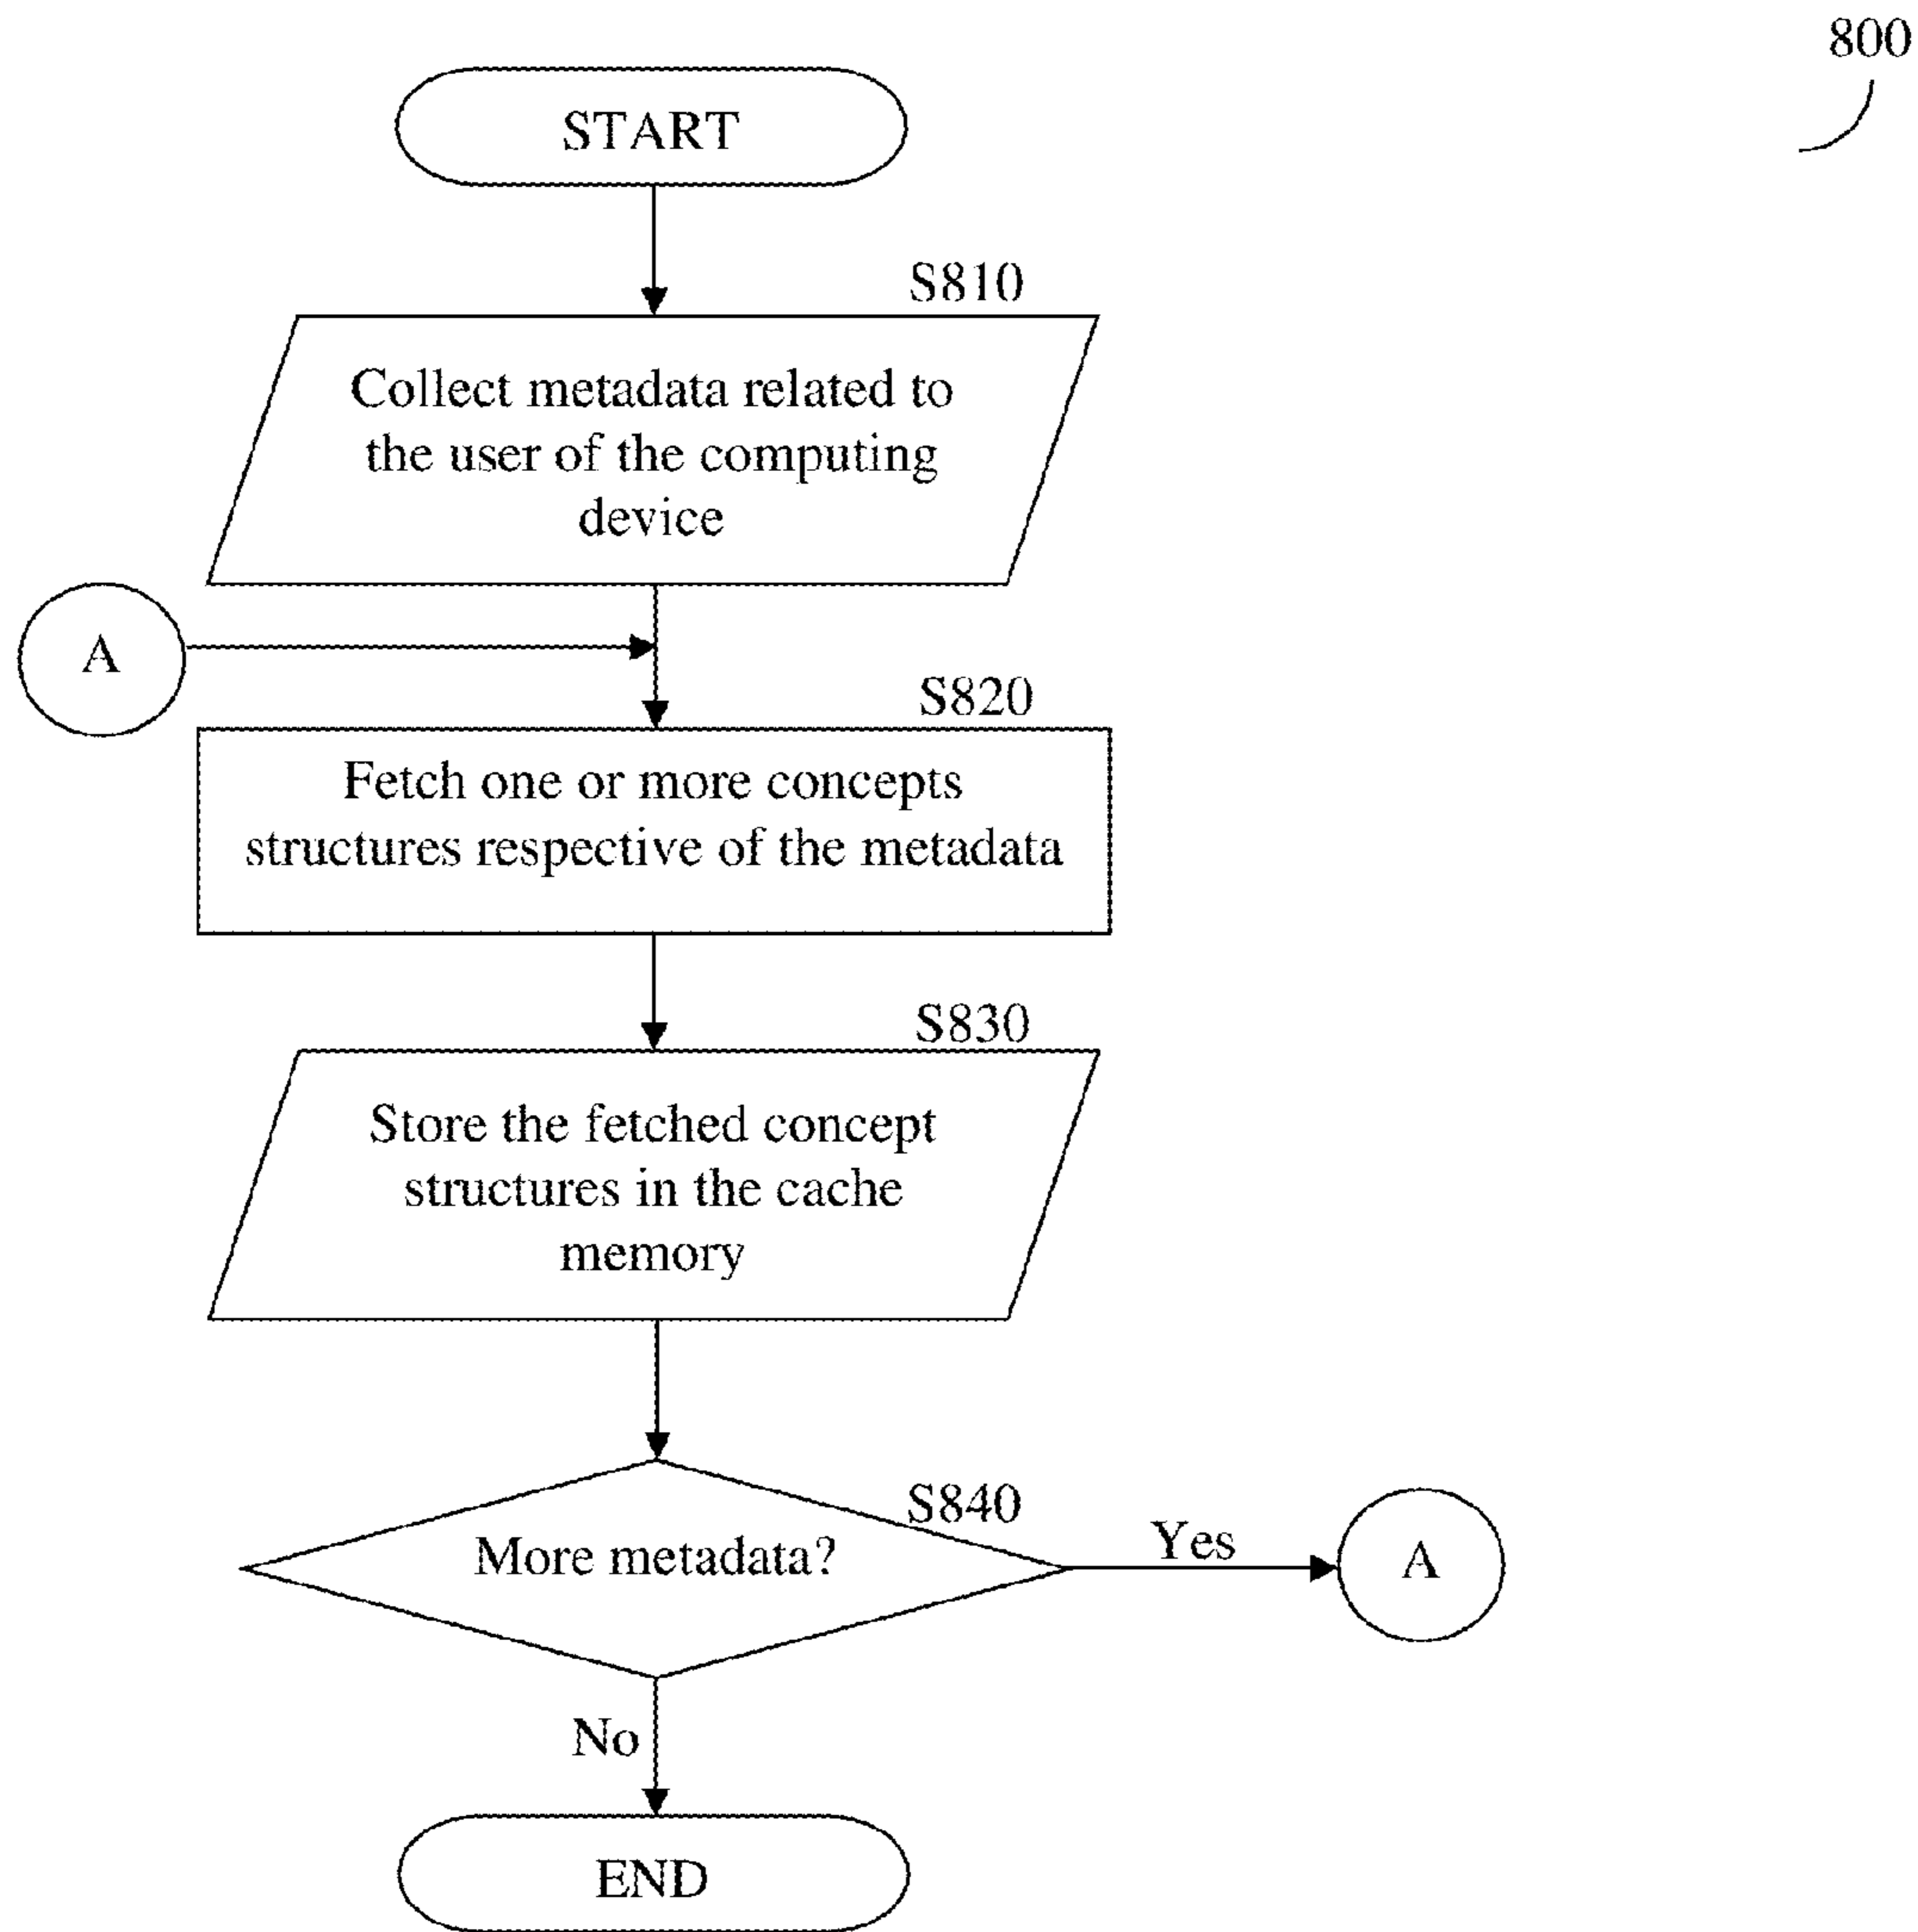 800
START
S810
Collect metadata related to
the user of the computing
device
A
S820
Fetch one or more concepts
structures respective of the metadata
S830
Store the fetched concept
structures in the cache
memory
S840
More metadata?
Yes
A
No
END